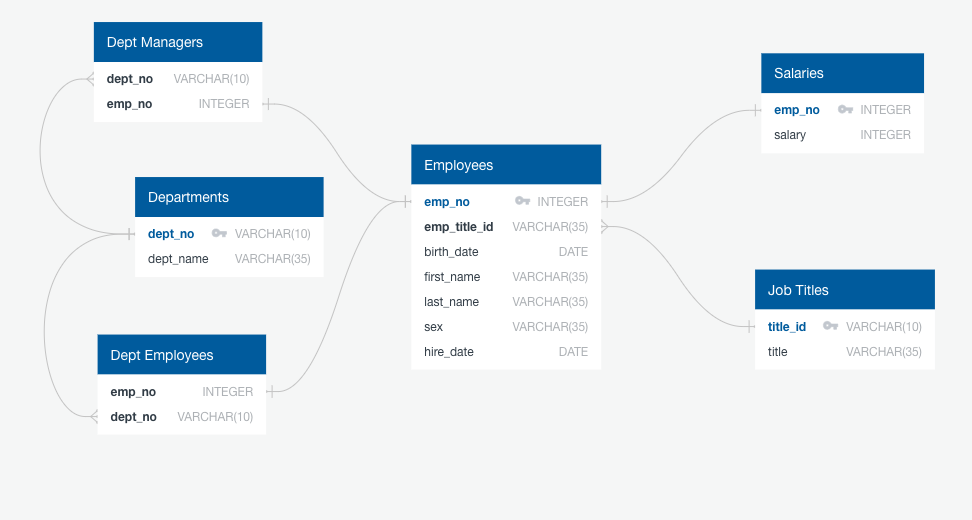 Dept Managers
dept_no VARCHAR(10)
emp_no INTEGER
Departments
dept_no VARCHAR(10)
dept_name VARCHAR(35)
Dept Employees
emp_no INTEGER
dept_no VARCHAR(10)
Employees
emp_no INTEGER
emp_title_id VARCHAR(35)
birth_date DATE
first_name VARCHAR(35)
last_name VARCHAR(35)
sex VARCHAR(35)
hire_date DATE
Salaries
emp_no INTEGER
salary INTEGER
Job Titles
title_id VARCHAR(10)
title VARCHAR(35)